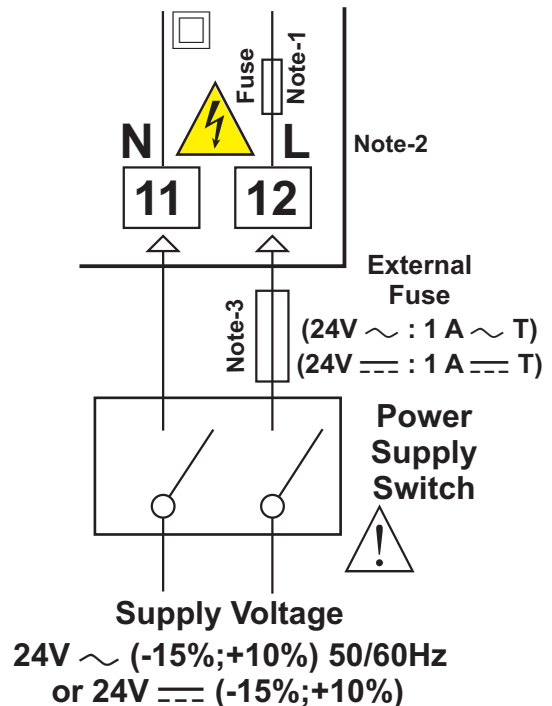 Fuse
Note-1
N
L
Note-2
11
12
External
Fuse
(24V ～ : 1 A ～ T)
(24V ⎓ : 1 A ⎓ T)
Note-3
Power
Supply
Switch
!
Supply Voltage
24V ～ (-15%;+10%) 50/60Hz
or 24V ⎓ (-15%;+10%)